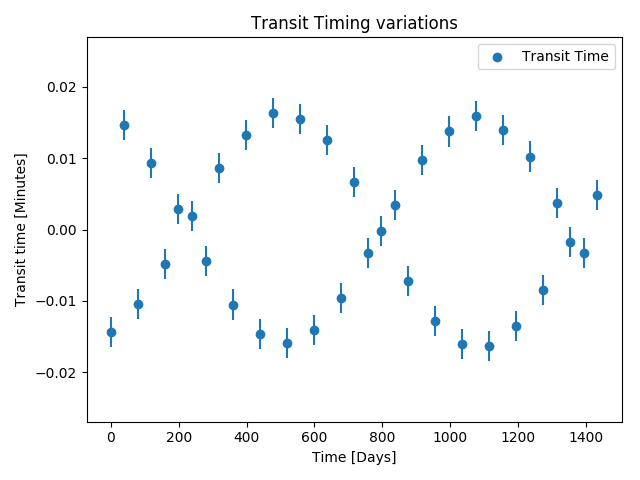 Transit Timing variations
Transit Time
0.02
0.01
0.00
−0.01
−0.02
Transit time [Minutes]
0 200 400 600 800 1000 1200 1400
Time [Days]